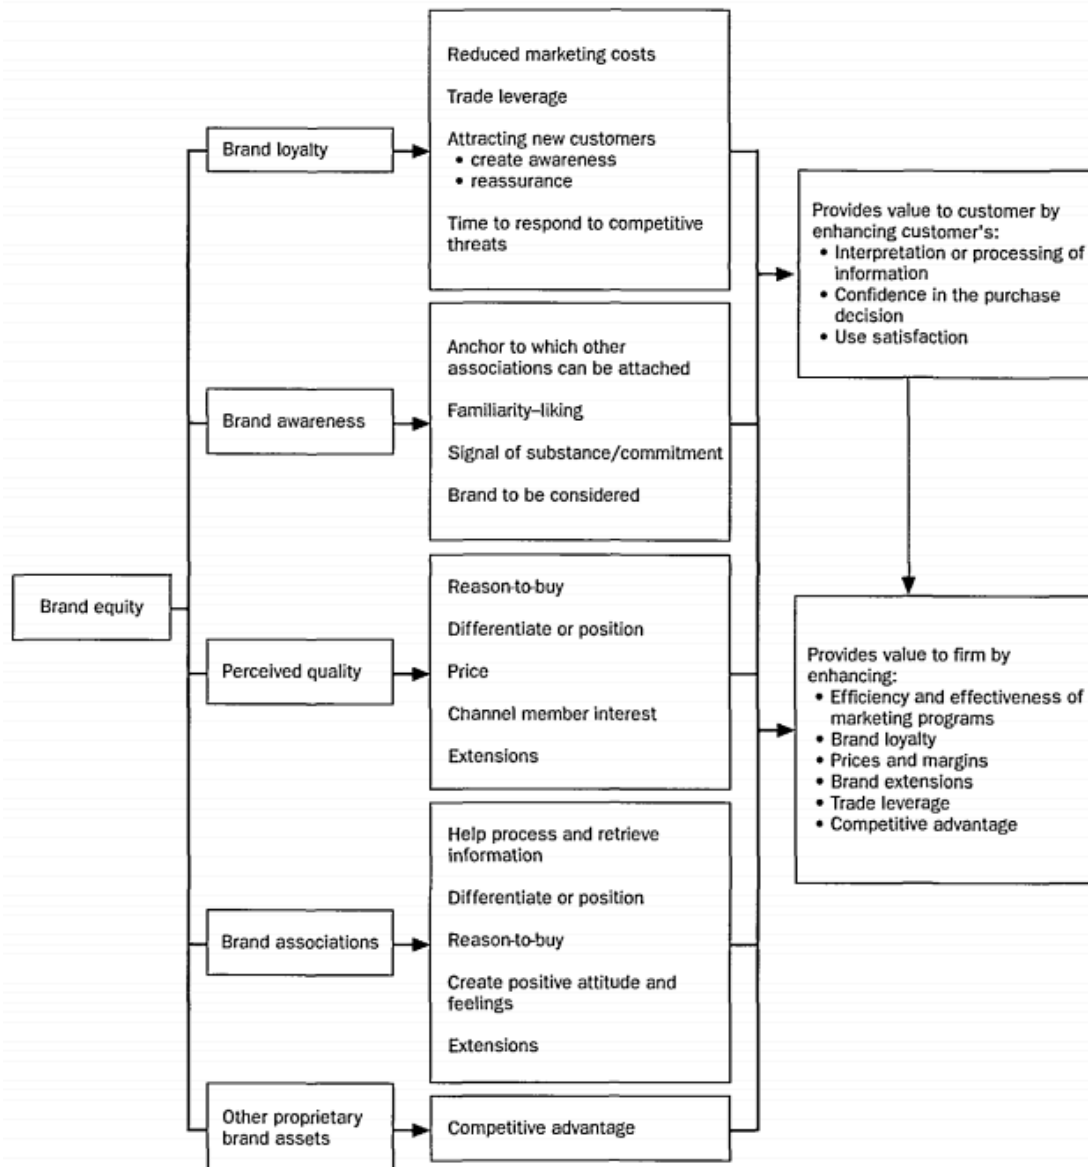 Brand equity
Brand loyalty
Reduced marketing costs
Trade leverage
Attracting new customers
• create awareness
• reassurance
Time to respond to competitive
threats
Brand awareness
Anchor to which other
associations can be attached
Familiarity–liking
Signal of substance/commitment
Brand to be considered
Perceived quality
Reason-to-buy
Differentiate or position
Price
Channel member interest
Extensions
Brand associations
Help process and retrieve
information
Differentiate or position
Reason-to-buy
Create positive attitude and
feelings
Extensions
Other proprietary
brand assets
Competitive advantage
Provides value to customer by
enhancing customer's:
• Interpretation or processing of
information
• Confidence in the purchase
decision
• Use satisfaction
Provides value to firm by
enhancing:
• Efficiency and effectiveness of
marketing programs
• Brand loyalty
• Prices and margins
• Brand extensions
• Trade leverage
• Competitive advantage